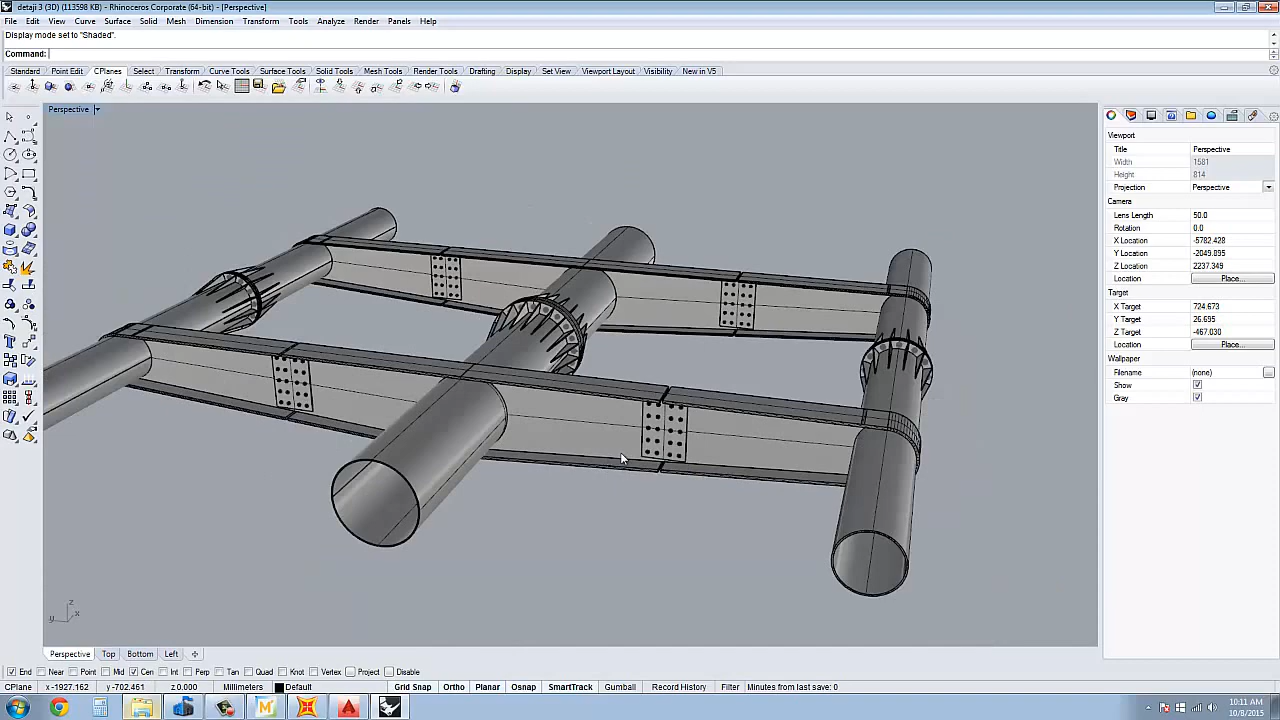 detaji 3 (3D) (113598 KB) - Rhinoceros Corporate (64-bit) - [Perspective]
File Edit View Curve Surface Solid Mesh Dimension Transform Tools Analyze Render Panels Help
Display mode set to "Shaded".
Command:
Standard Point Edit CPlanes Select Transform Curve Tools Surface Tools Solid Tools Mesh Tools Render Tools Drafting Display Set View Viewport Layout Visibility New in V5
Perspective
Viewport
Title Perspective
Width 1581
Height 814
Projection Perspective
Camera
Lens Length 50.0
Rotation 0.0
X Location -5782.428
Y Location -2049.895
Z Location 2237.349
Location Place...
Target
X Target 724.673
Y Target 26.695
Z Target -467.030
Location Place...
Wallpaper
Filename (none)
Show
Gray
z
y x
Perspective Top Bottom Left
End Near Point Mid Cen Int Perp Tan Quad Knot Vertex Project Disable
CPlane x -1927.162 y -702.461 z 0.000 Millimeters Default Grid Snap Ortho Planar Osnap SmartTrack Gumball Record History Filter Minutes from last save: 0
10:11 AM
10/8/2015